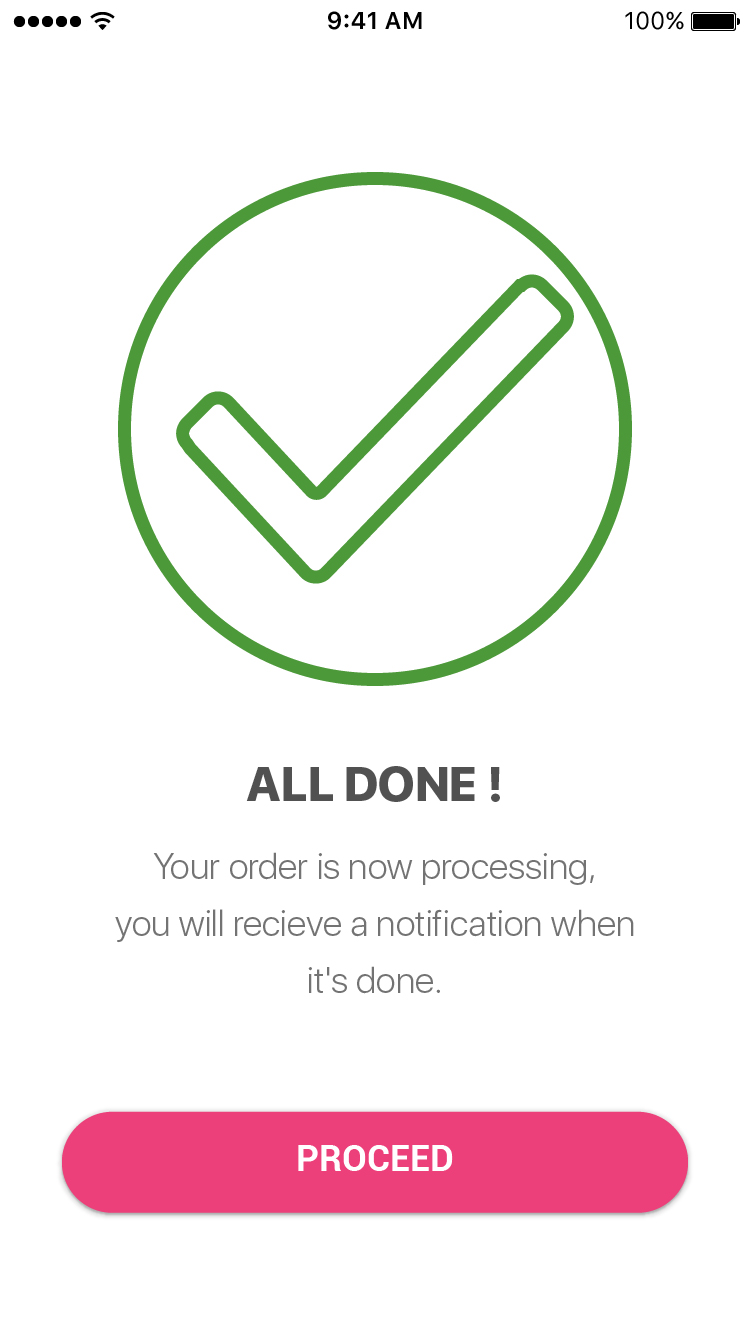 9:41 AM 100%
ALL DONE !
Your order is now processing,
you will recieve a notification when
it's done.
PROCEED